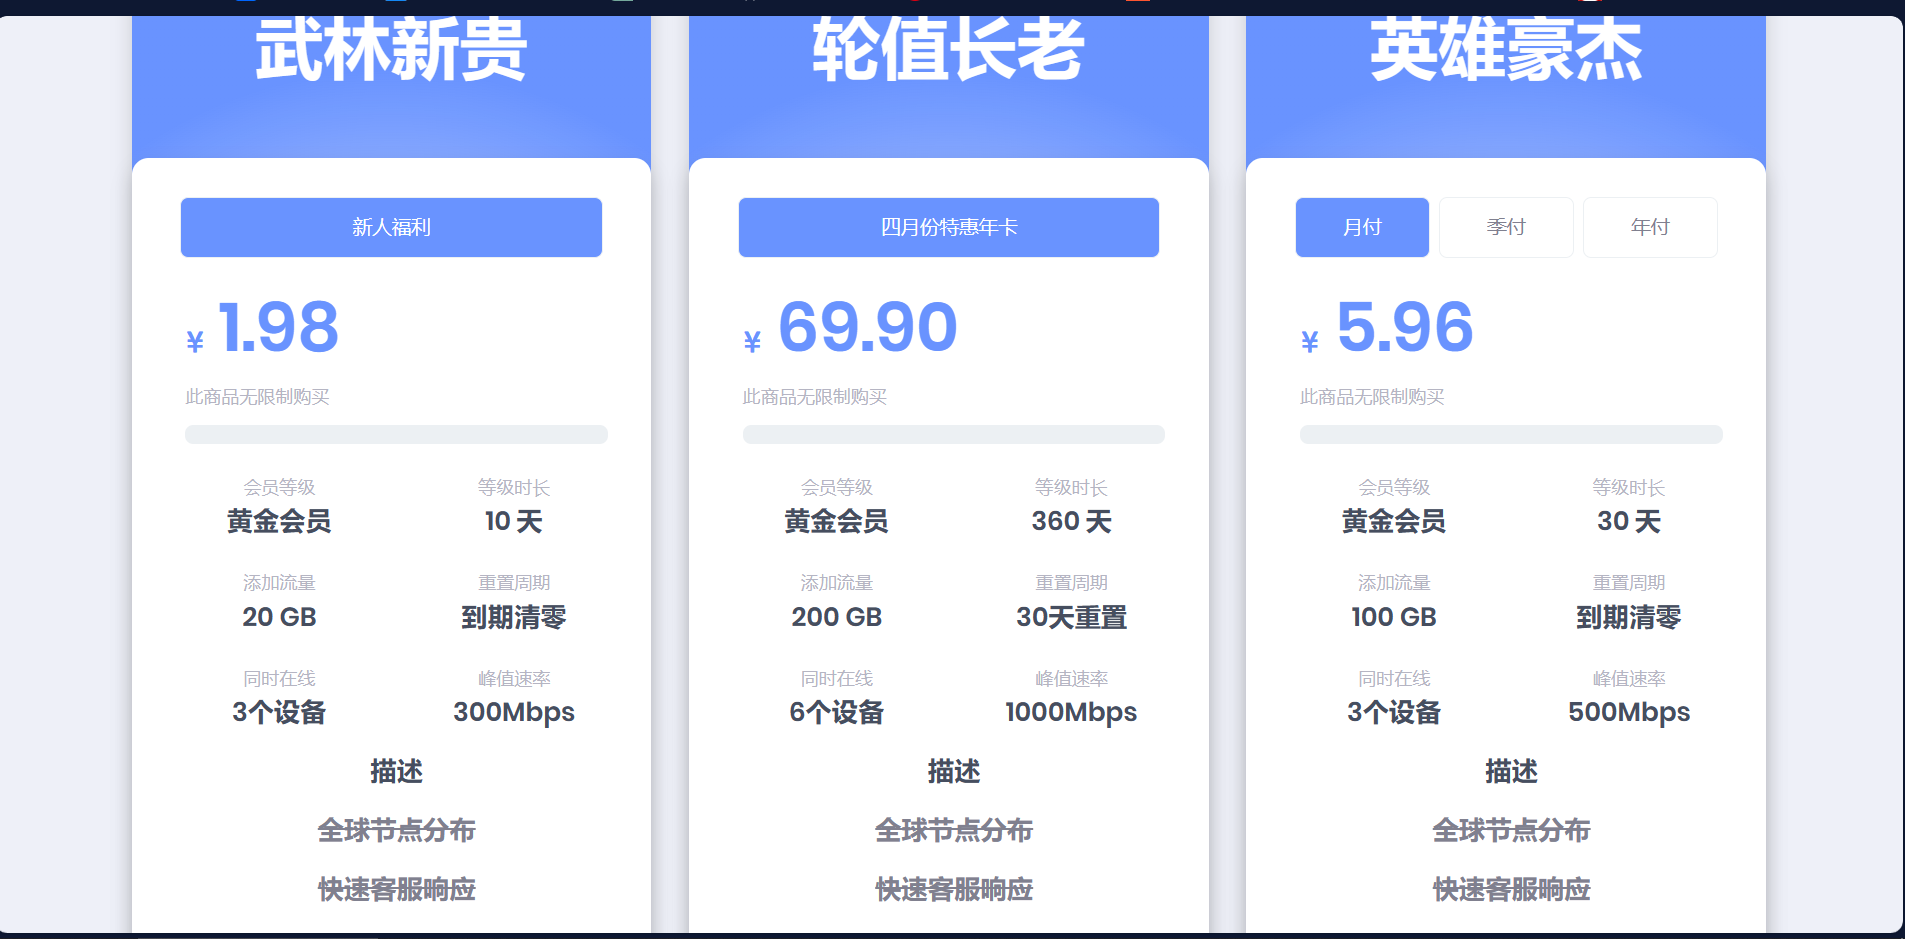 武林新贵
新人福利
¥ 1.98
此商品无限制购买
会员等级 等级时长
黄金会员 10 天
添加流量 重置周期
20 GB 到期清零
同时在线 峰值速率
3个设备 300Mbps
描述
全球节点分布
快速客服响应
轮值长老
四月份特惠年卡
¥ 69.90
此商品无限制购买
会员等级 等级时长
黄金会员 360 天
添加流量 重置周期
200 GB 30天重置
同时在线 峰值速率
6个设备 1000Mbps
描述
全球节点分布
快速客服响应
英雄豪杰
月付 季付 年付
¥ 5.96
此商品无限制购买
会员等级 等级时长
黄金会员 30 天
添加流量 重置周期
100 GB 到期清零
同时在线 峰值速率
3个设备 500Mbps
描述
全球节点分布
快速客服响应